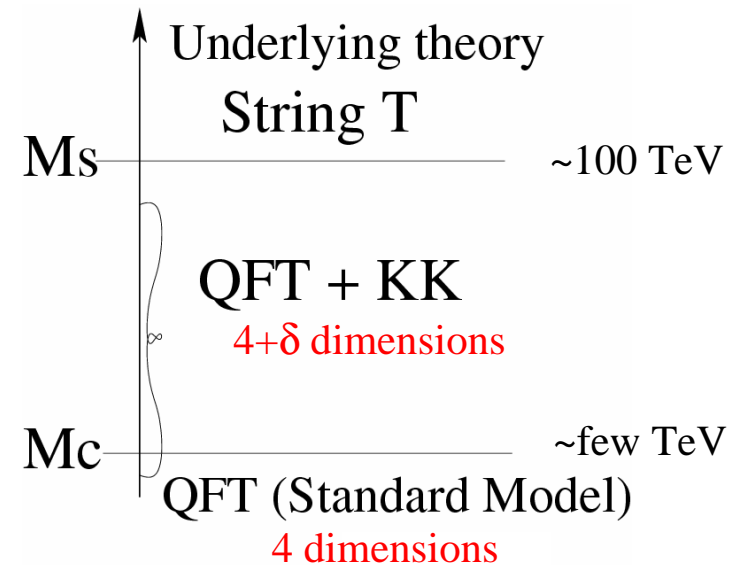 Underlying theory
String T
Ms ~100 TeV
QFT + KK
∞
4+δ dimensions
Mc ~few TeV
QFT (Standard Model)
4 dimensions